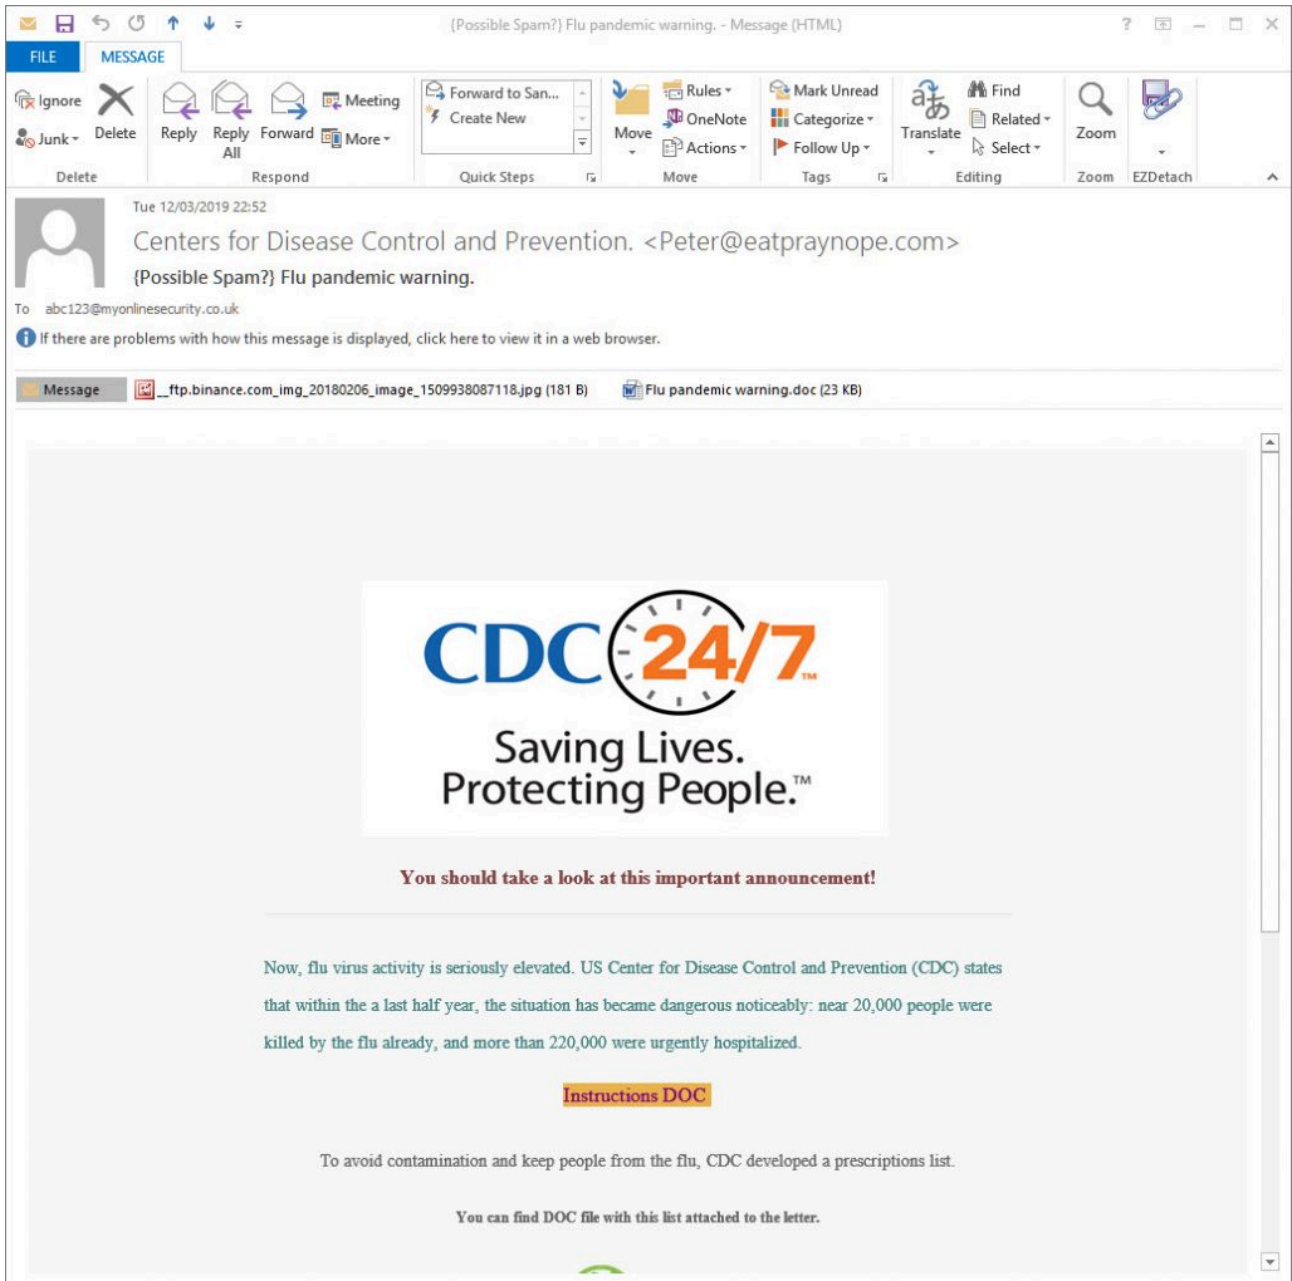 {Possible Spam?} Flu pandemic warning. - Message (HTML)
FILE MESSAGE
Ignore
Junk
Delete
Delete
Reply
Reply All
Forward
Meeting
More
Respond
Forward to San...
Create New
Quick Steps
Move
Rules
OneNote
Actions
Move
Mark Unread
Categorize
Follow Up
Tags
Translate
Find
Related
Select
Editing
Zoom
Zoom
EZDetach
Tue 12/03/2019 22:52
Centers for Disease Control and Prevention. <Peter@eatpraynope.com>
{Possible Spam?} Flu pandemic warning.
To abc123@myonlinesecurity.co.uk
If there are problems with how this message is displayed, click here to view it in a web browser.
Message __ftp.binance.com_img_20180206_image_1509938087118.jpg (181 B) Flu pandemic warning.doc (23 KB)
CDC 24/7™
Saving Lives.
Protecting People.™
You should take a look at this important announcement!
Now, flu virus activity is seriously elevated. US Center for Disease Control and Prevention (CDC) states
that within the a last half year, the situation has became dangerous noticeably: near 20,000 people were
killed by the flu already, and more than 220,000 were urgently hospitalized.
Instructions DOC
To avoid contamination and keep people from the flu, CDC developed a prescriptions list.
You can find DOC file with this list attached to the letter.